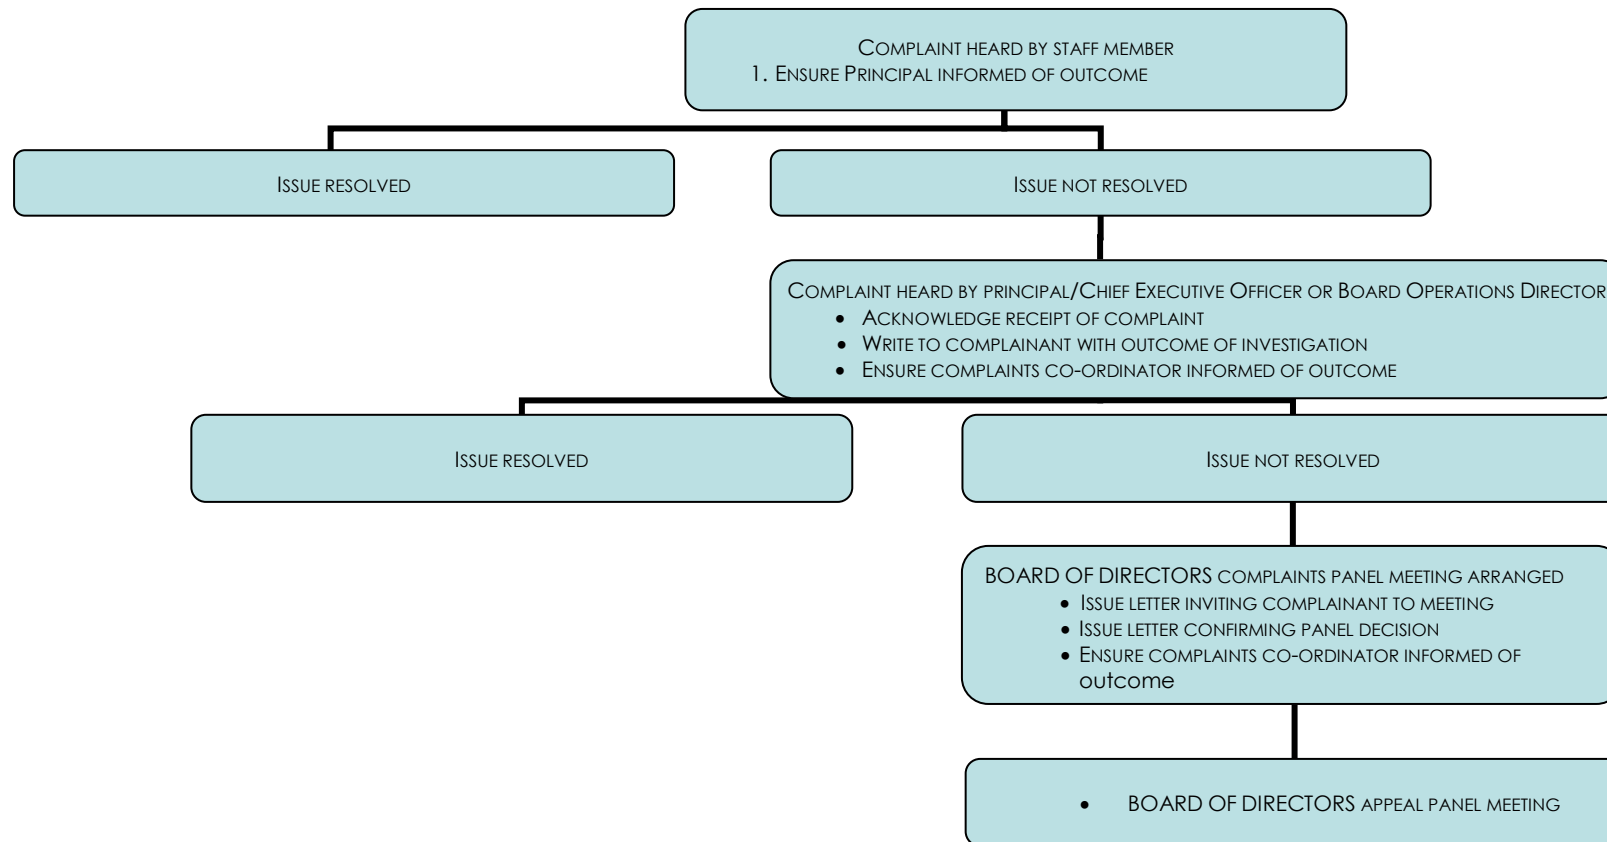 Complaint heard by staff member
1. Ensure Principal informed of outcome
Issue resolved
Issue not resolved
Complaint heard by principal/Chief Executive Officer or Board Operations Director
• Acknowledge receipt of complaint
• Write to complainant with outcome of investigation
• Ensure complaints co-ordinator informed of outcome
Issue resolved
Issue not resolved
BOARD OF DIRECTORS complaints panel meeting arranged
• Issue letter inviting complainant to meeting
• Issue letter confirming panel decision
• Ensure complaints co-ordinator informed of
outcome
• BOARD OF DIRECTORS appeal panel meeting